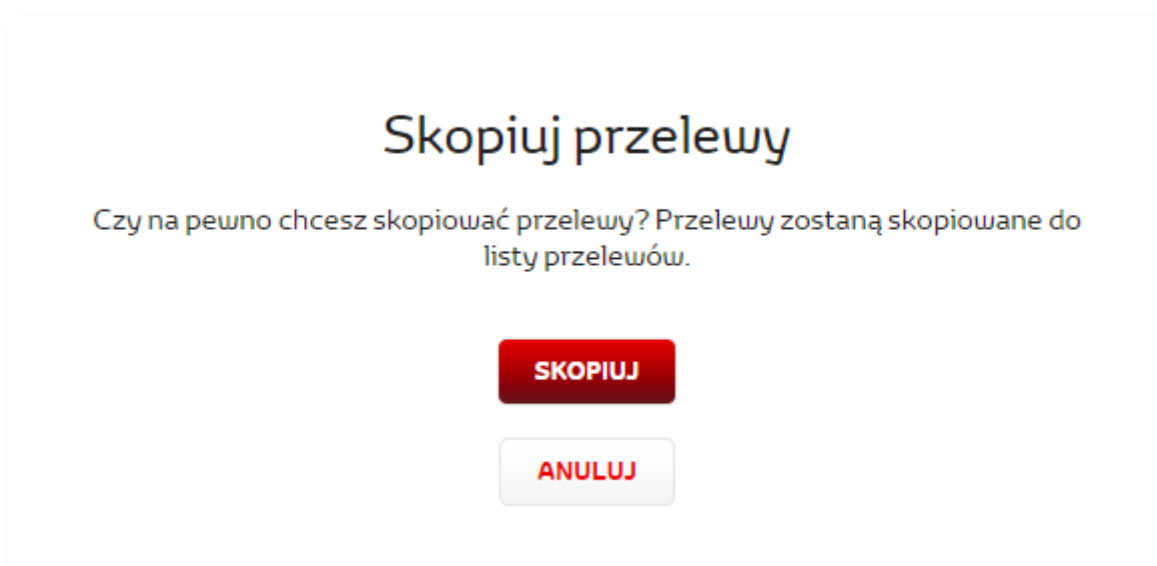 Skopiuj przelewy
Czy na pewno chcesz skopiować przelewy? Przelewy zostaną skopiowane do
listy przelewów.
SKOPIUJ
ANULUJ